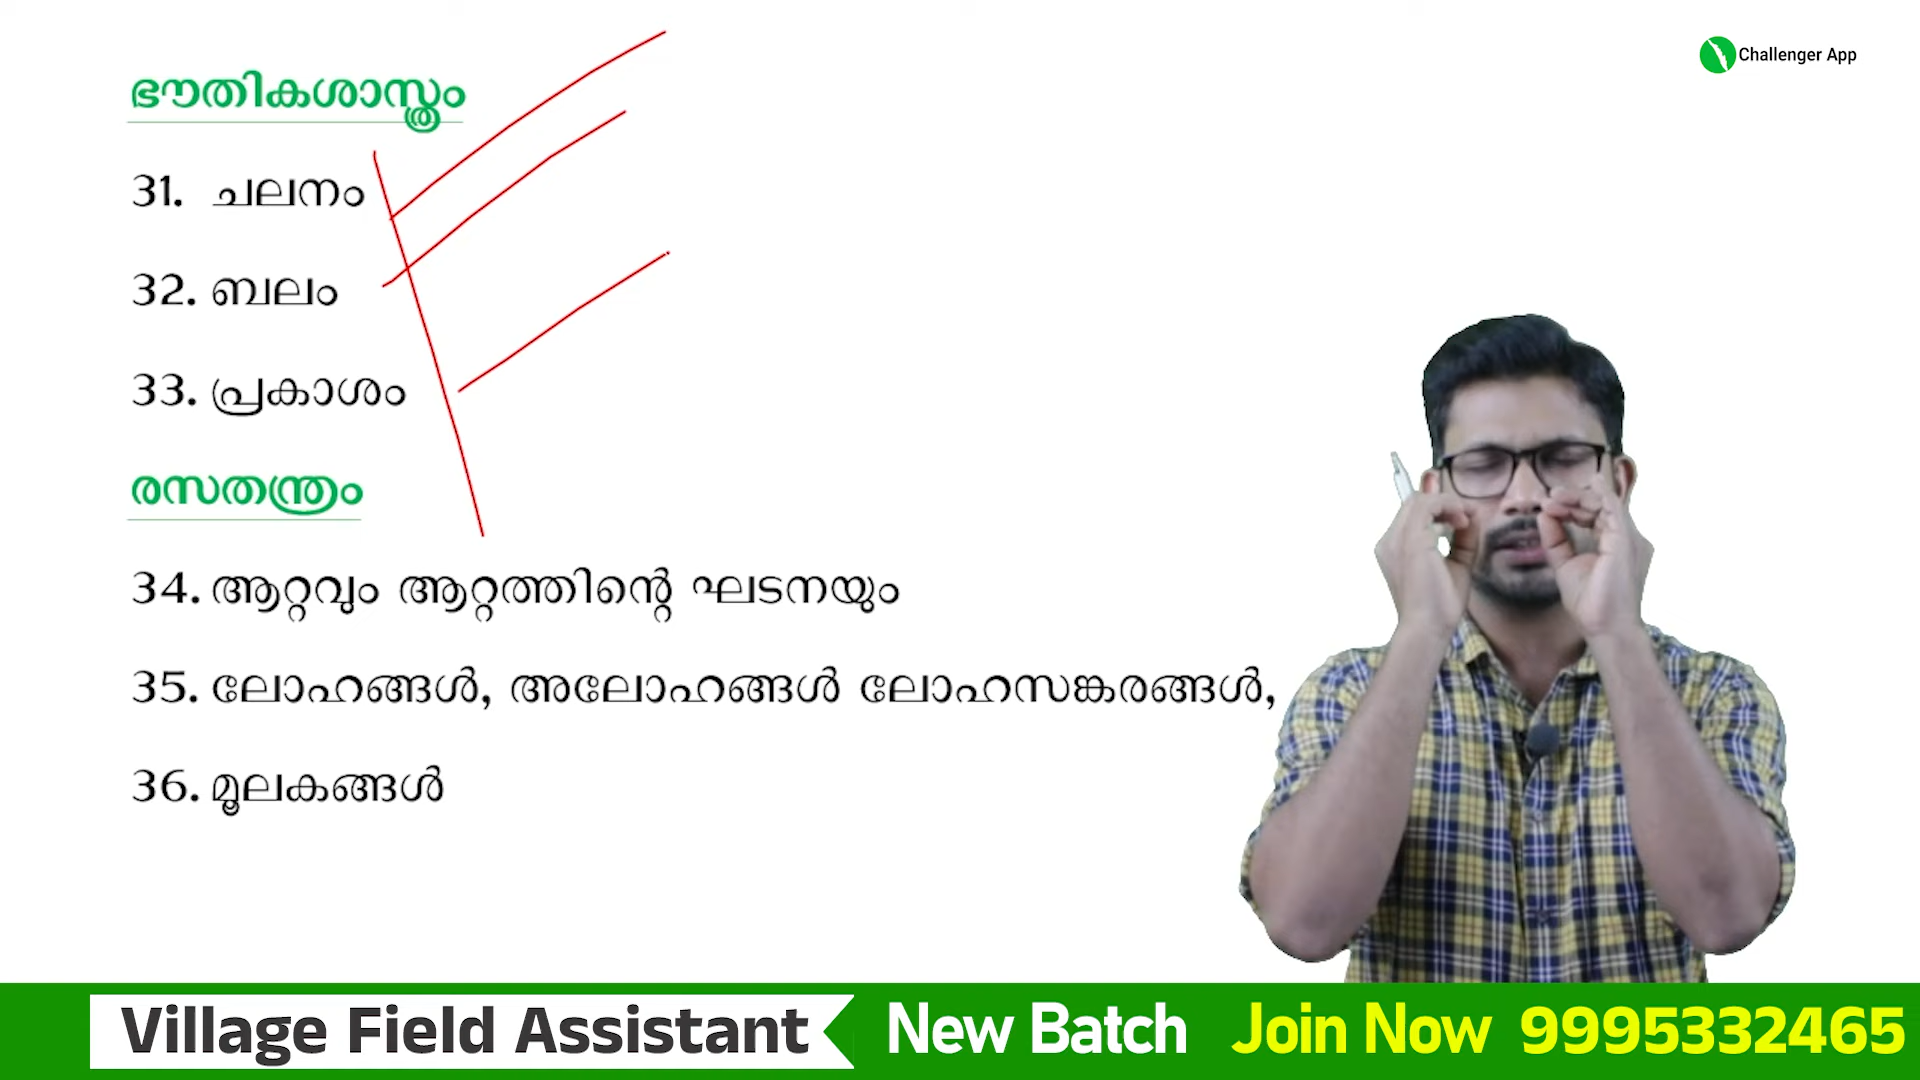 Challenger App
ഭൗതികശാസ്ത്രം
31. ചലനം
32. ബലം
33. പ്രകാശം
രസതന്ത്രം
34. ആറ്റവും ആറ്റത്തിന്റെ ഘടനയും
35. ലോഹങ്ങൾ, അലോഹങ്ങൾ ലോഹസങ്കരങ്ങൾ,
36. മൂലകങ്ങൾ
Village Field Assistant New Batch Join Now 9995332465